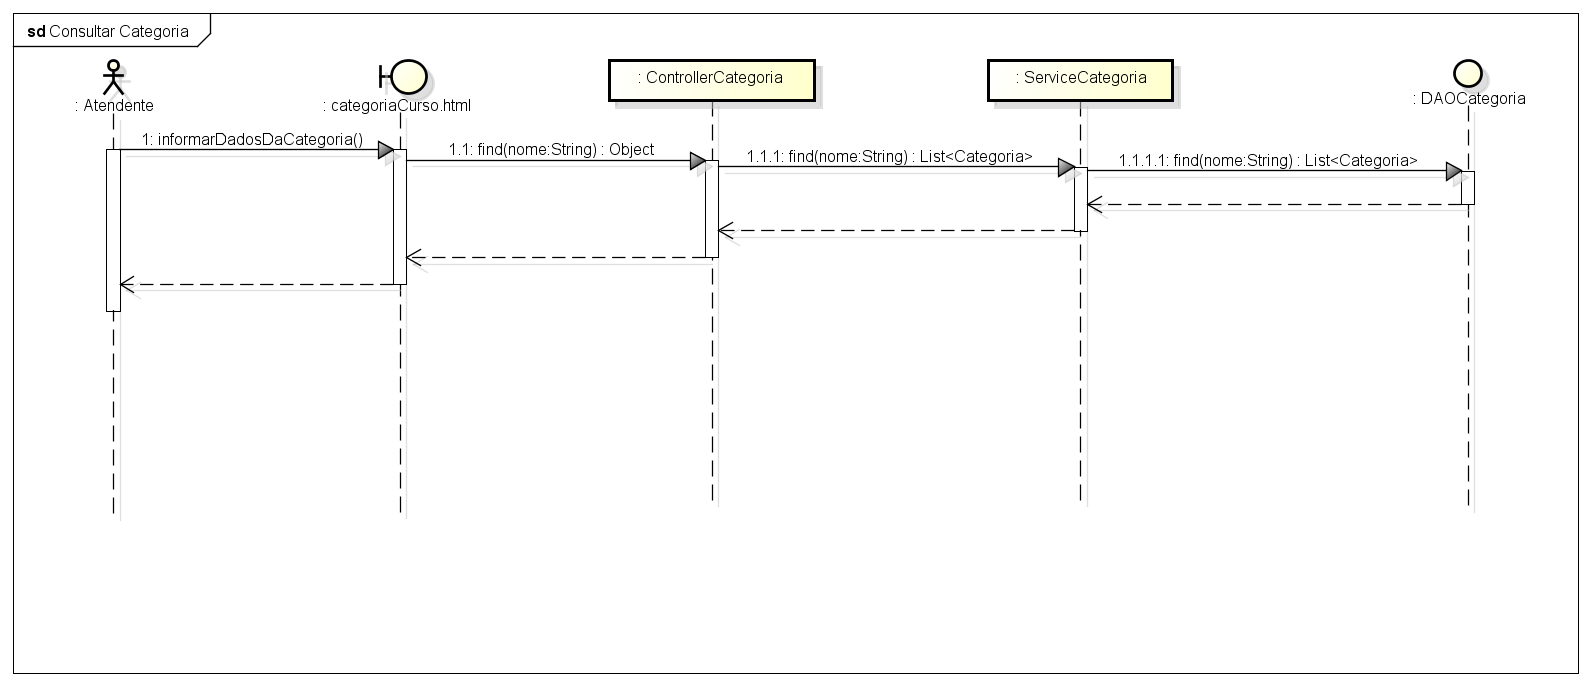 sd Consultar Categoria
: Atendente
: categoriaCurso.html
: ControllerCategoria
: ServiceCategoria
: DAOCategoria
1: informarDadosDaCategoria()
1.1: find(nome:String) : Object
1.1.1: find(nome:String) : List<Categoria>
1.1.1.1: find(nome:String) : List<Categoria>